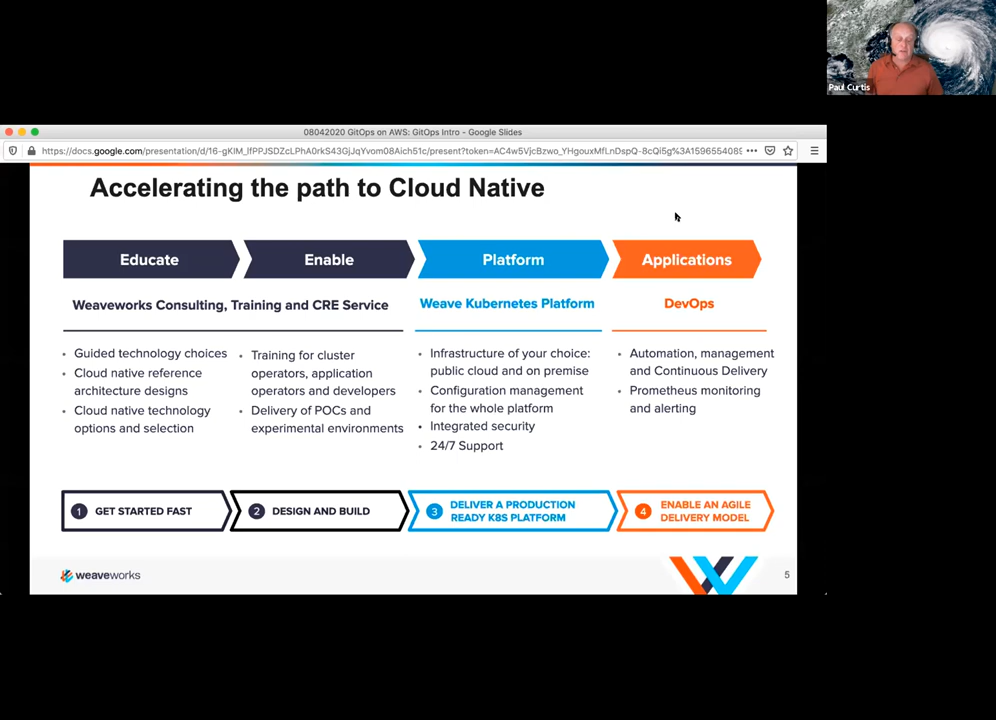 Paul Curtis
08042020 GitOps on AWS: GitOps Intro - Google Slides
Accelerating the path to Cloud Native
Educate
Enable
Platform
Applications
Weaveworks Consulting, Training and CRE Service
Weave Kubernetes Platform
DevOps
• Guided technology choices
• Cloud native reference
architecture designs
• Cloud native technology
options and selection
• Training for cluster
operators, application
operators and developers
• Delivery of POCs and
experimental environments
• Infrastructure of your choice:
public cloud and on premise
• Configuration management
for the whole platform
• Integrated security
• 24/7 Support
• Automation, management
and Continuous Delivery
• Prometheus monitoring
and alerting
1 GET STARTED FAST
2 DESIGN AND BUILD
3 DELIVER A PRODUCTION
READY K8S PLATFORM
4 ENABLE AN AGILE
DELIVERY MODEL
weaveworks
5